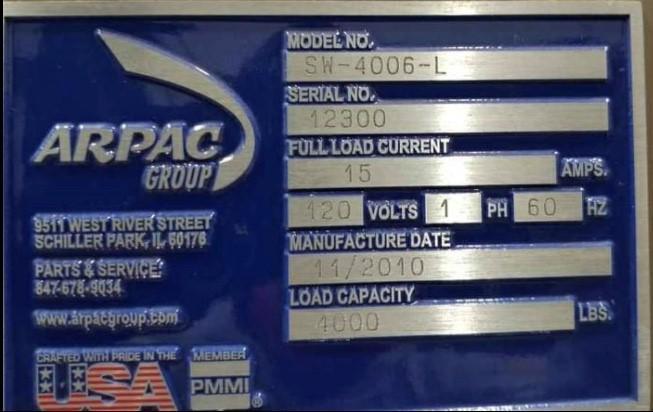 ARPAC
GROUP
9511 WEST RIVER STREET
SCHILLER PARK, IL 60176
PARTS & SERVICE:
847-678-9034
www.arpacgroup.com
CRAFTED WITH PRIDE IN THE
USA
MEMBER
PMMI
®
MODEL NO.
SW-4006-L
SERIAL NO.
12300
FULL LOAD CURRENT
15 AMPS.
120 VOLTS 1 PH 60 HZ
MANUFACTURE DATE
11/2010
LOAD CAPACITY
4000 LBS.